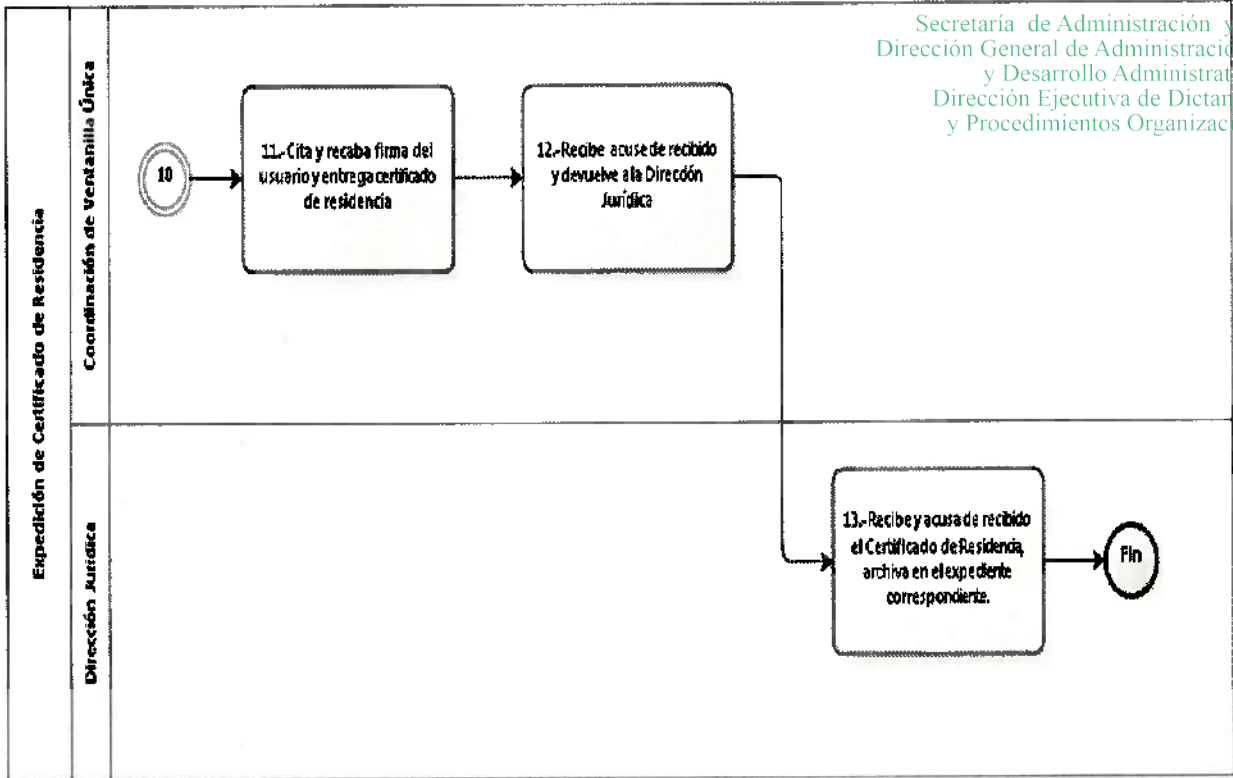 Secretaría de Administración y
Dirección General de Administració
y Desarrollo Administrat
Dirección Ejecutiva de Dictam
y Procedimientos Organizaci
Expedición de Certificado de Residencia
Coordinación de Ventanilla Única
10
11.-Cita y recaba firma del
usuario y entrega certificado
de residencia
12.-Recibe acuse de recibido
y devuelve a la Dirección
Jurídica
Dirección Jurídica
13.-Recibe y acusa de recibido
el Certificado de Residencia,
archiva en el expediente
correspondiente.
Fin